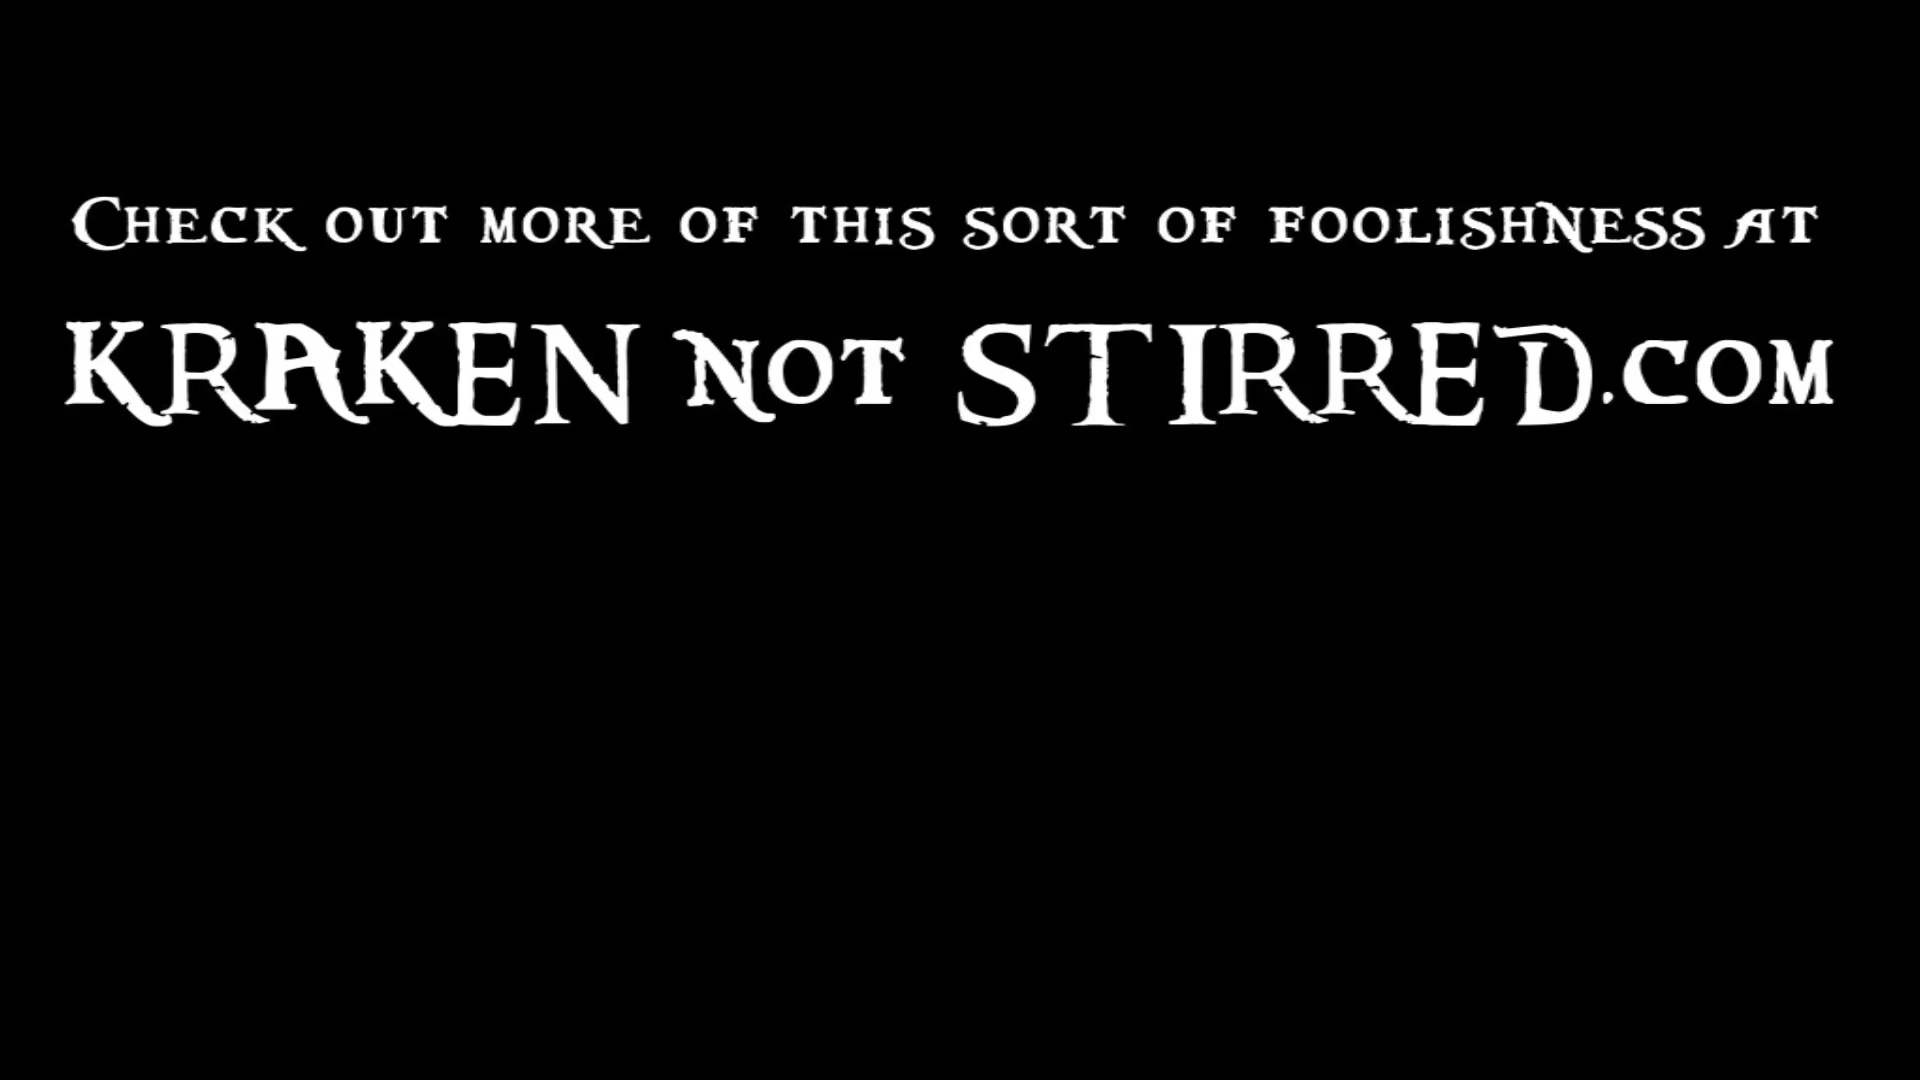 Check out more of this sort of foolishness at
KRAKEN not STIRRED.com